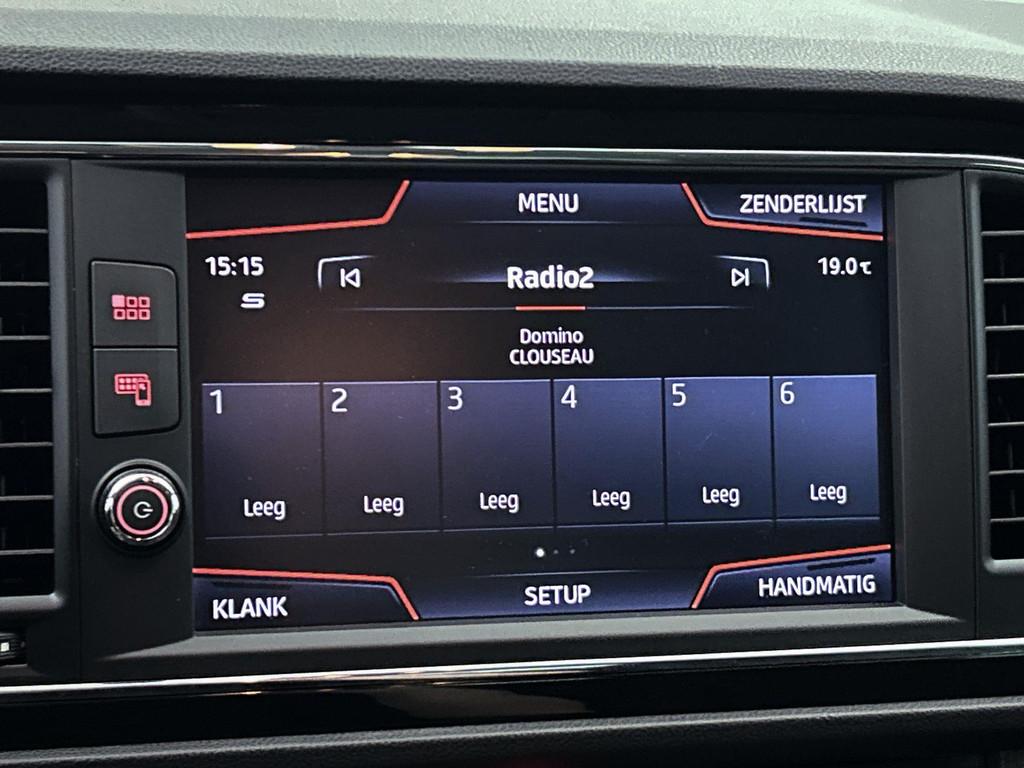 MENU
ZENDERLIJST
15:15
Radio2
19.0℃
Domino
CLOUSEAU
1
2
3
4
5
6
Leeg
Leeg
Leeg
Leeg
Leeg
Leeg
KLANK
SETUP
HANDMATIG